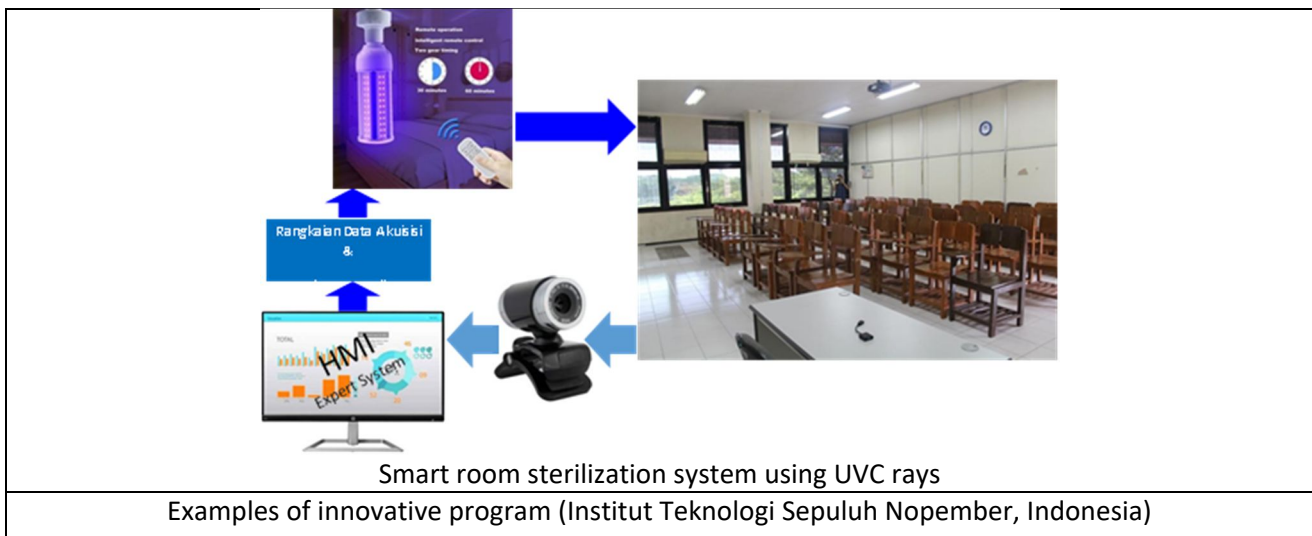 Remote operation
Intelligent remote control
Two gear timing
30 minutes
60 minutes
Rangkaian Data Akuisisi
&
TOTAL
HMI
Expert System
Smart room sterilization system using UVC rays
Examples of innovative program (Institut Teknologi Sepuluh Nopember, Indonesia)